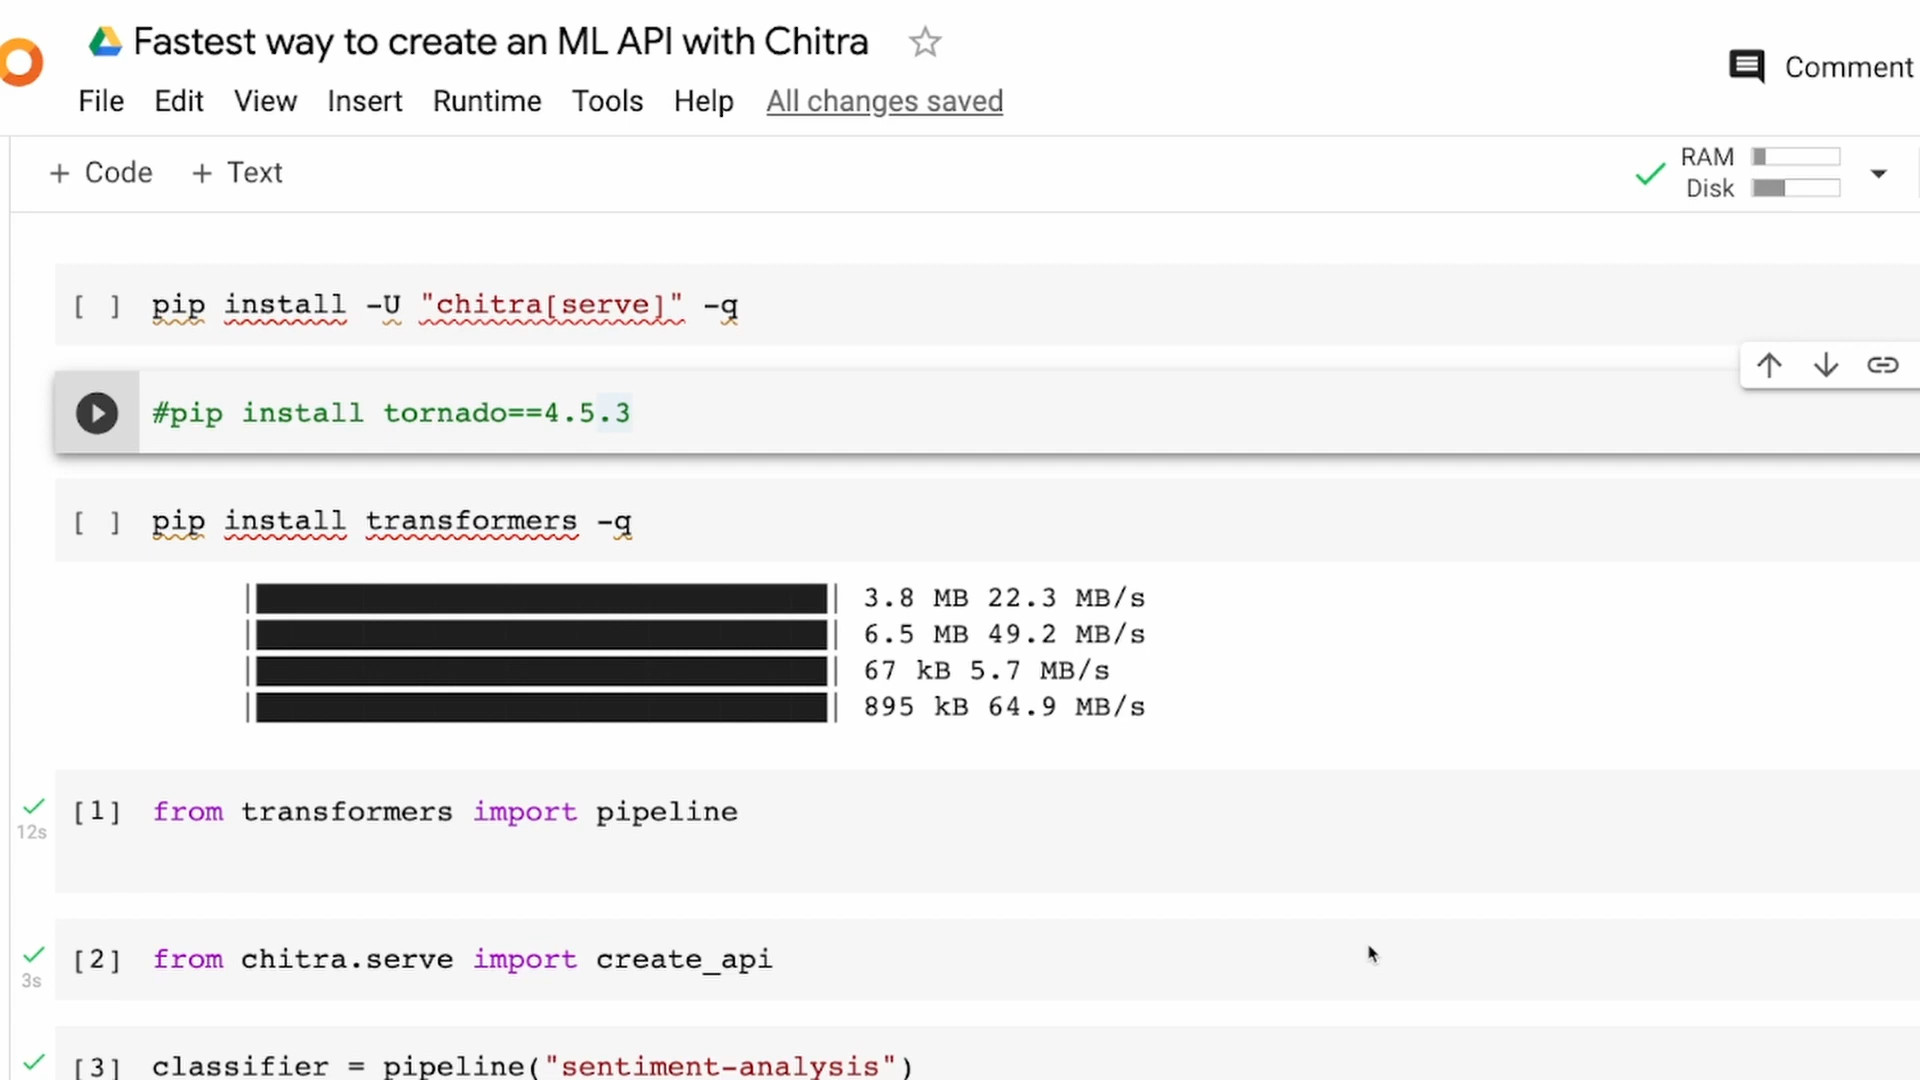 Fastest way to create an ML API with Chitra
Comment
File Edit View Insert Runtime Tools Help All changes saved
+ Code + Text
RAM
Disk
[ ] pip install -U "chitra[serve]" -q
#pip install tornado==4.5.3
[ ] pip install transformers -q
3.8 MB 22.3 MB/s
6.5 MB 49.2 MB/s
67 kB 5.7 MB/s
895 kB 64.9 MB/s
[1] from transformers import pipeline
12s
[2] from chitra.serve import create_api
3s
[3] classifier = pipeline("sentiment-analysis")